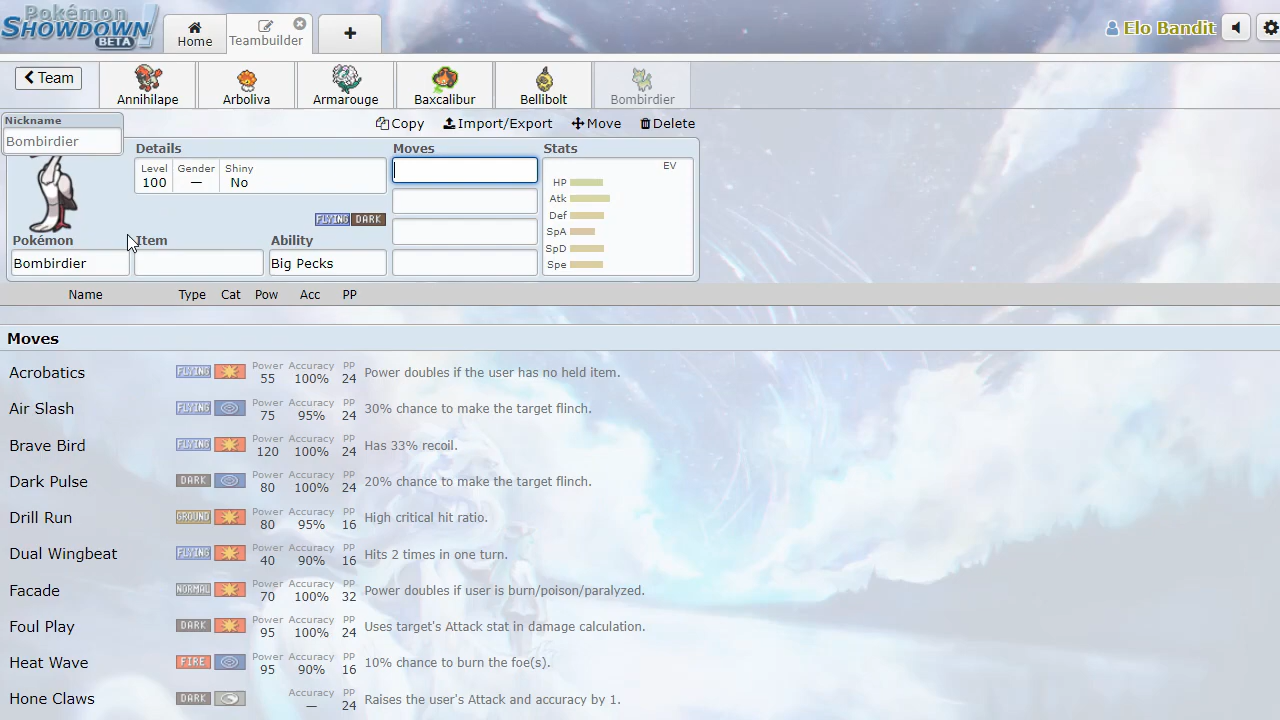 Pokémon
SHOWDOWN!
BETA
Home
Teambuilder
Elo Bandit
Team
Annihilape
Arboliva
Armarouge
Baxcalibur
Bellibolt
Bombirdier
Copy Import/Export Move Delete
Nickname
Bombirdier
Details
Level Gender Shiny
100 — No
FLYING DARK
Pokémon
Bombirdier
Item
Ability
Big Pecks
Moves
Stats
EV
HP
Atk
Def
SpA
SpD
Spe
Name Type Cat Pow Acc PP
Moves
Acrobatics FLYING Power 55 Accuracy 100% PP 24 Power doubles if the user has no held item.
Air Slash FLYING Power 75 Accuracy 95% PP 24 30% chance to make the target flinch.
Brave Bird FLYING Power 120 Accuracy 100% PP 24 Has 33% recoil.
Dark Pulse DARK Power 80 Accuracy 100% PP 24 20% chance to make the target flinch.
Drill Run GROUND Power 80 Accuracy 95% PP 16 High critical hit ratio.
Dual Wingbeat FLYING Power 40 Accuracy 90% PP 16 Hits 2 times in one turn.
Facade NORMAL Power 70 Accuracy 100% PP 32 Power doubles if user is burn/poison/paralyzed.
Foul Play DARK Power 95 Accuracy 100% PP 24 Uses target's Attack stat in damage calculation.
Heat Wave FIRE Power 95 Accuracy 90% PP 16 10% chance to burn the foe(s).
Hone Claws DARK Accuracy — PP 24 Raises the user's Attack and accuracy by 1.